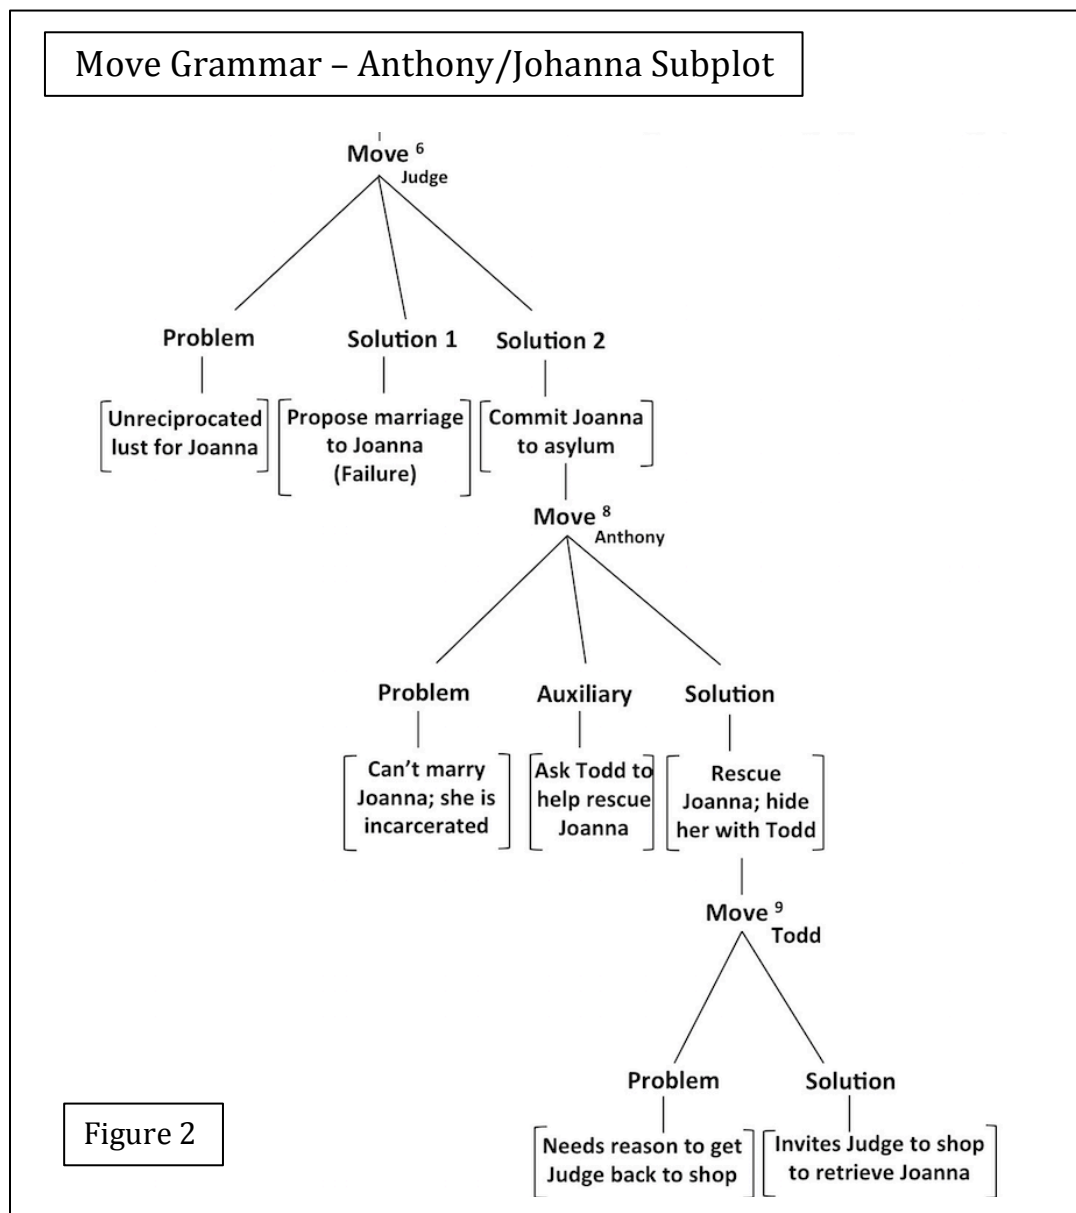 Move Grammar – Anthony/Johanna Subplot
Move 6
Judge
Problem
Solution 1
Solution 2
Unreciprocated
lust for Joanna
Propose marriage
to Joanna
(Failure)
Commit Joanna
to asylum
Move 8
Anthony
Problem
Auxiliary
Solution
Can't marry
Joanna; she is
incarcerated
Ask Todd to
help rescue
Joanna
Rescue
Joanna; hide
her with Todd
Move 9
Todd
Problem
Solution
Needs reason to get
Judge back to shop
Invites Judge to shop
to retrieve Joanna
Figure 2